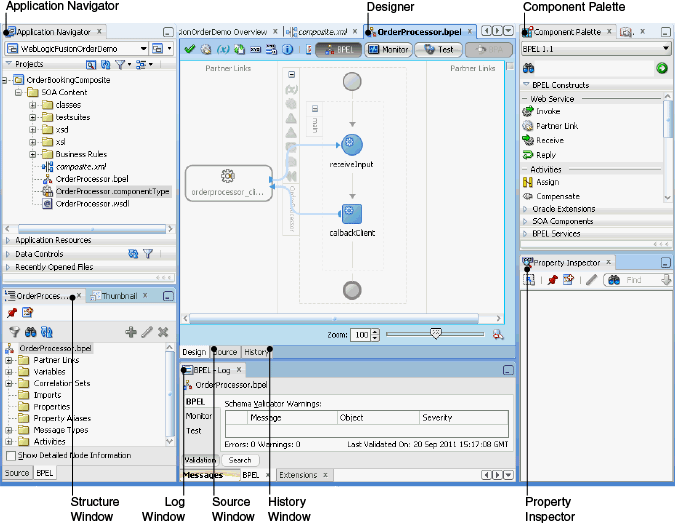 Application Navigator
Designer
Component Palette
Application Navigator
WebLogicFusionOrderDemo
Projects
OrderBookingComposite
SOA Content
classes
testsuites
xsd
xsl
Business Rules
composite.xml
OrderProcessor.bpel
OrderProcessor.componentType
OrderProcessor.wsdl
Application Resources
Data Controls
Recently Opened Files
OrderProces...
Thumbnail
OrderProcessor.bpel
Partner Links
Variables
Correlation Sets
Imports
Properties
Property Aliases
Message Types
Activities
Show Detailed Node Information
Source
BPEL
ionOrderDemo Overview
composite.xml
OrderProcessor.bpel
BPEL
Monitor
Test
Partner Links
Partner Links
main
receiveInput
orderprocessor_cli...
callbackClient
Zoom:
100
Design
Source
History
BPEL - Log
OrderProcessor.bpel
BPEL
Monitor
Test
Schema Validator Warnings:
Message
Object
Severity
Errors: 0 Warnings: 0
Last Validated On: 20 Sep 2011 15:17:08 GMT
Validation
Search
Messages
BPEL
Extensions
Component Palette
BPEL 1.1
BPEL Constructs
Web Service
Invoke
Partner Link
Receive
Reply
Activities
Assign
Compensate
Oracle Extensions
SOA Components
BPEL Services
Property Inspector
Find
Structure
Window
Log
Window
Source
Window
History
Window
Property
Inspector